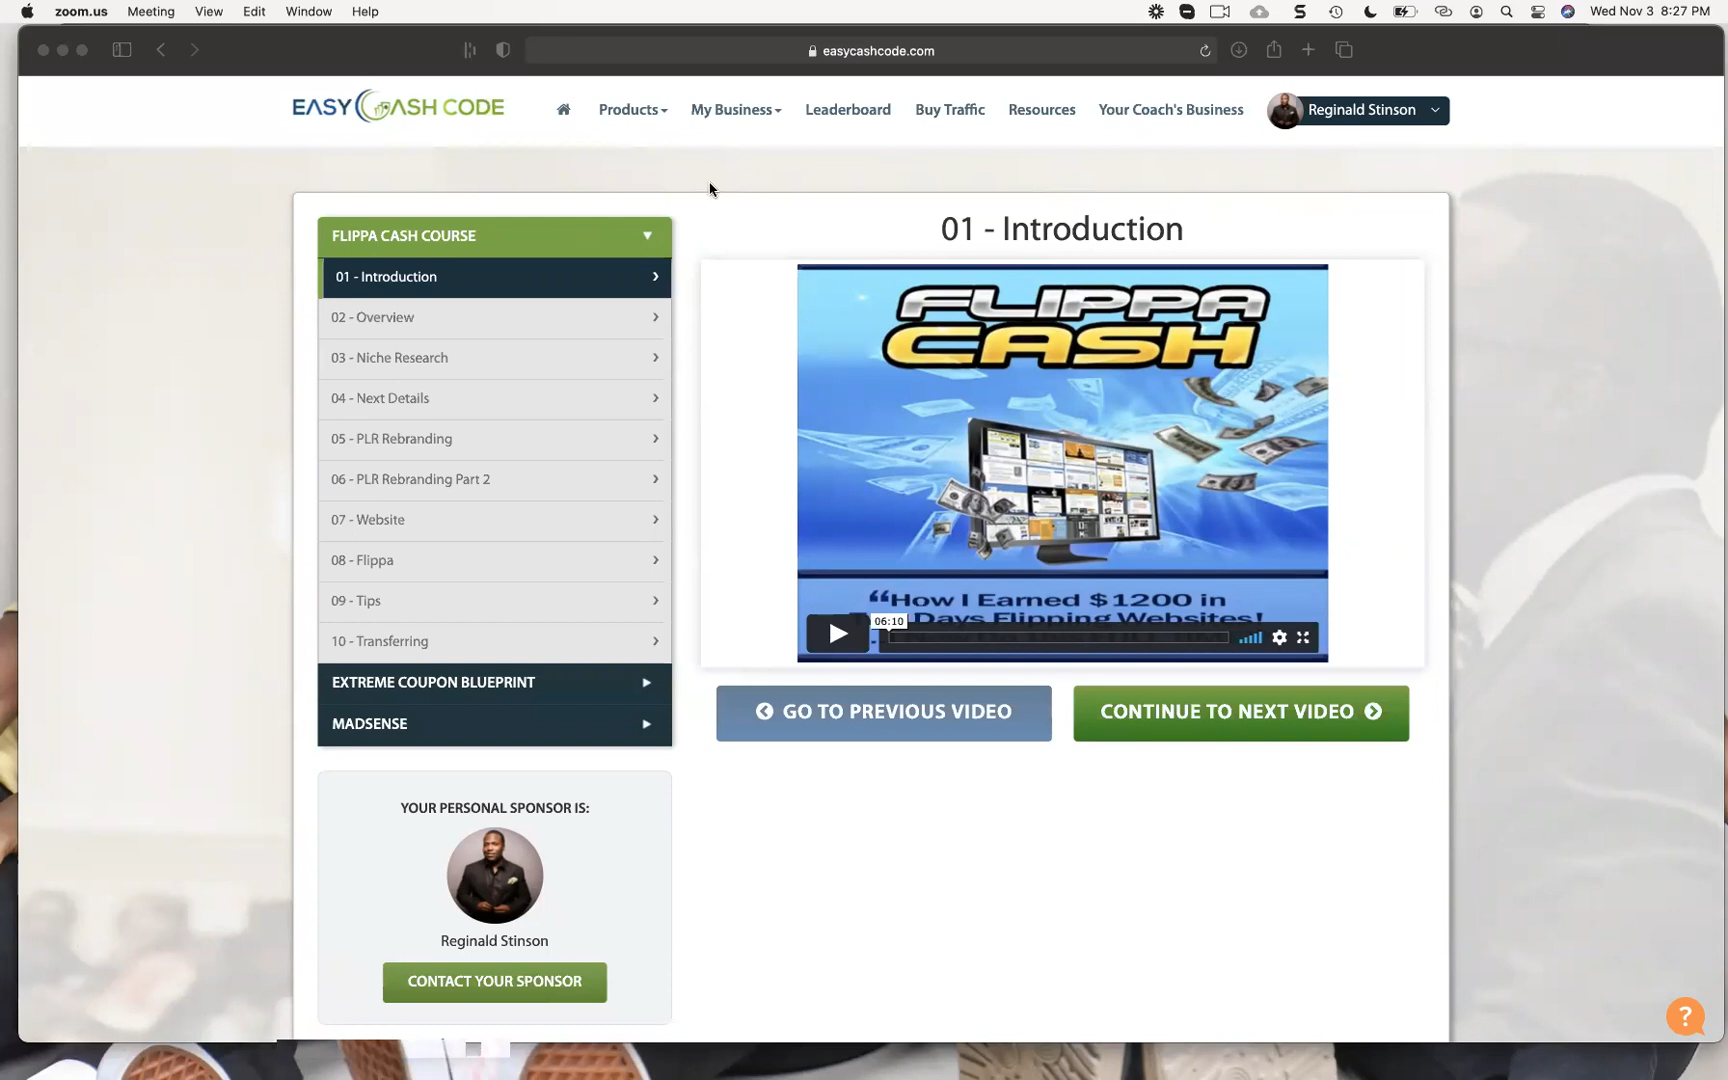 zoom.us Meeting View Edit Window Help
Wed Nov 3 8:27 PM
easycashcode.com
EASY CASH CODE
Products
My Business
Leaderboard
Buy Traffic
Resources
Your Coach's Business
Reginald Stinson
FLIPPA CASH COURSE
01 - Introduction
02 - Overview
03 - Niche Research
04 - Next Details
05 - PLR Rebranding
06 - PLR Rebranding Part 2
07 - Website
08 - Flippa
09 - Tips
10 - Transferring
EXTREME COUPON BLUEPRINT
MADSENSE
YOUR PERSONAL SPONSOR IS:
Reginald Stinson
CONTACT YOUR SPONSOR
01 - Introduction
FLIPPA
CASH
“How I Earned $1200 in
Days Flipping Websites!
06:10
GO TO PREVIOUS VIDEO
CONTINUE TO NEXT VIDEO
?